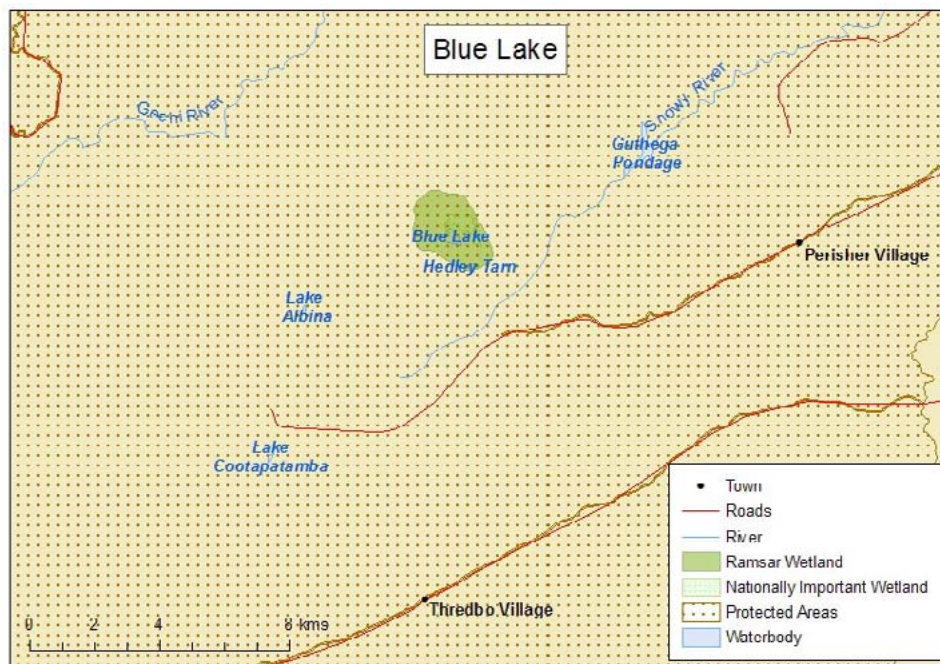 Blue Lake
Geehi River
Snowy River
Guthega
Pondage
Blue Lake
Hedley Tarn
Perisher Village
Lake
Albina
Lake
Cootapatamba
Thredbo Village
0 2 4 8 kms
Town
Roads
River
Ramsar Wetland
Nationally Important Wetland
Protected Areas
Waterbody